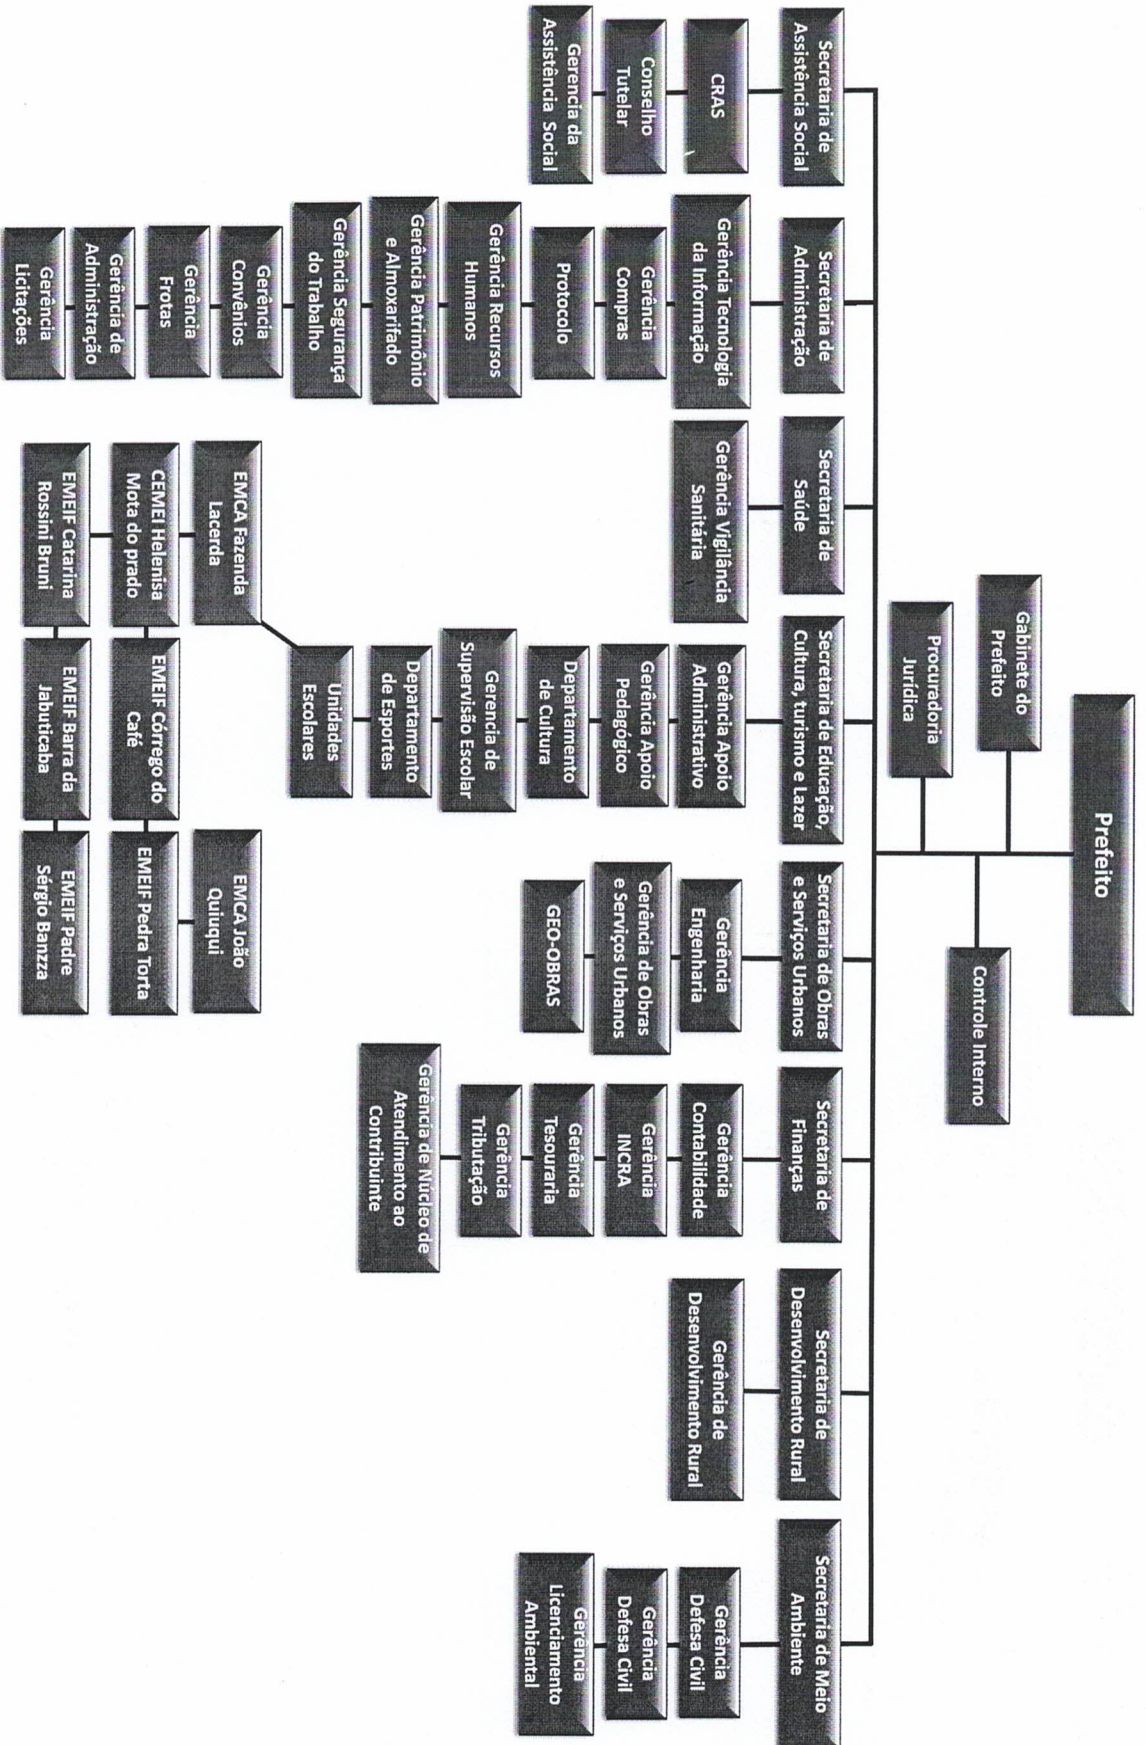 Prefeito
Gabinete do
Prefeito
Controle Interno
Procuradoria
Jurídica
Secretaria de
Assistência Social
CRAS
Conselho
Tutelar
Gerencia da
Assistência Social
Secretaria de
Administração
Gerência Tecnologia
da Informação
Gerência
Compras
Protocolo
Gerência Recursos
Humanos
Gerência Patrimônio
e Almoxarifado
Gerência Segurança
do Trabalho
Gerência
Convênios
Gerência
Frotas
Gerência de
Administração
Gerência
Licitações
Secretaria de
Saúde
Gerência Vigilância
Sanitária
Secretaria de Educação,
Cultura, turismo e Lazer
Gerência Apoio
Administrativo
Gerência Apoio
Pedagógico
Departamento
de Cultura
Gerencia de
Supervisão Escolar
Departamento
de Esportes
Unidades
Escolares
EMCA Fazenda
Lacerda
EMCA João
Quiuqui
CEMEI Helenisa
Mota do prado
EMEIF Córrego do
Café
EMEIF Pedra Torta
EMEIF Catarina
Rossini Bruni
EMEIF Barra da
Jabuticaba
EMEIF Padre
Sérgio Banzza
Secretaria de Obras
e Serviços Urbanos
Gerência
Engenharia
Gerência de Obras
e Serviços Urbanos
GEO-OBRAS
Secretaria de
Finanças
Gerência
Contabilidade
Gerência
INCRA
Gerência
Tesouraria
Gerência
Tributação
Gerência de Núcleo de
Atendimento ao
Contribuinte
Secretaria de
Desenvolvimento Rural
Gerência de
Desenvolvimento Rural
Secretaria de Meio
Ambiente
Gerência
Defesa Civil
Gerência
Defesa Civil
Gerência
Licenciamento
Ambiental